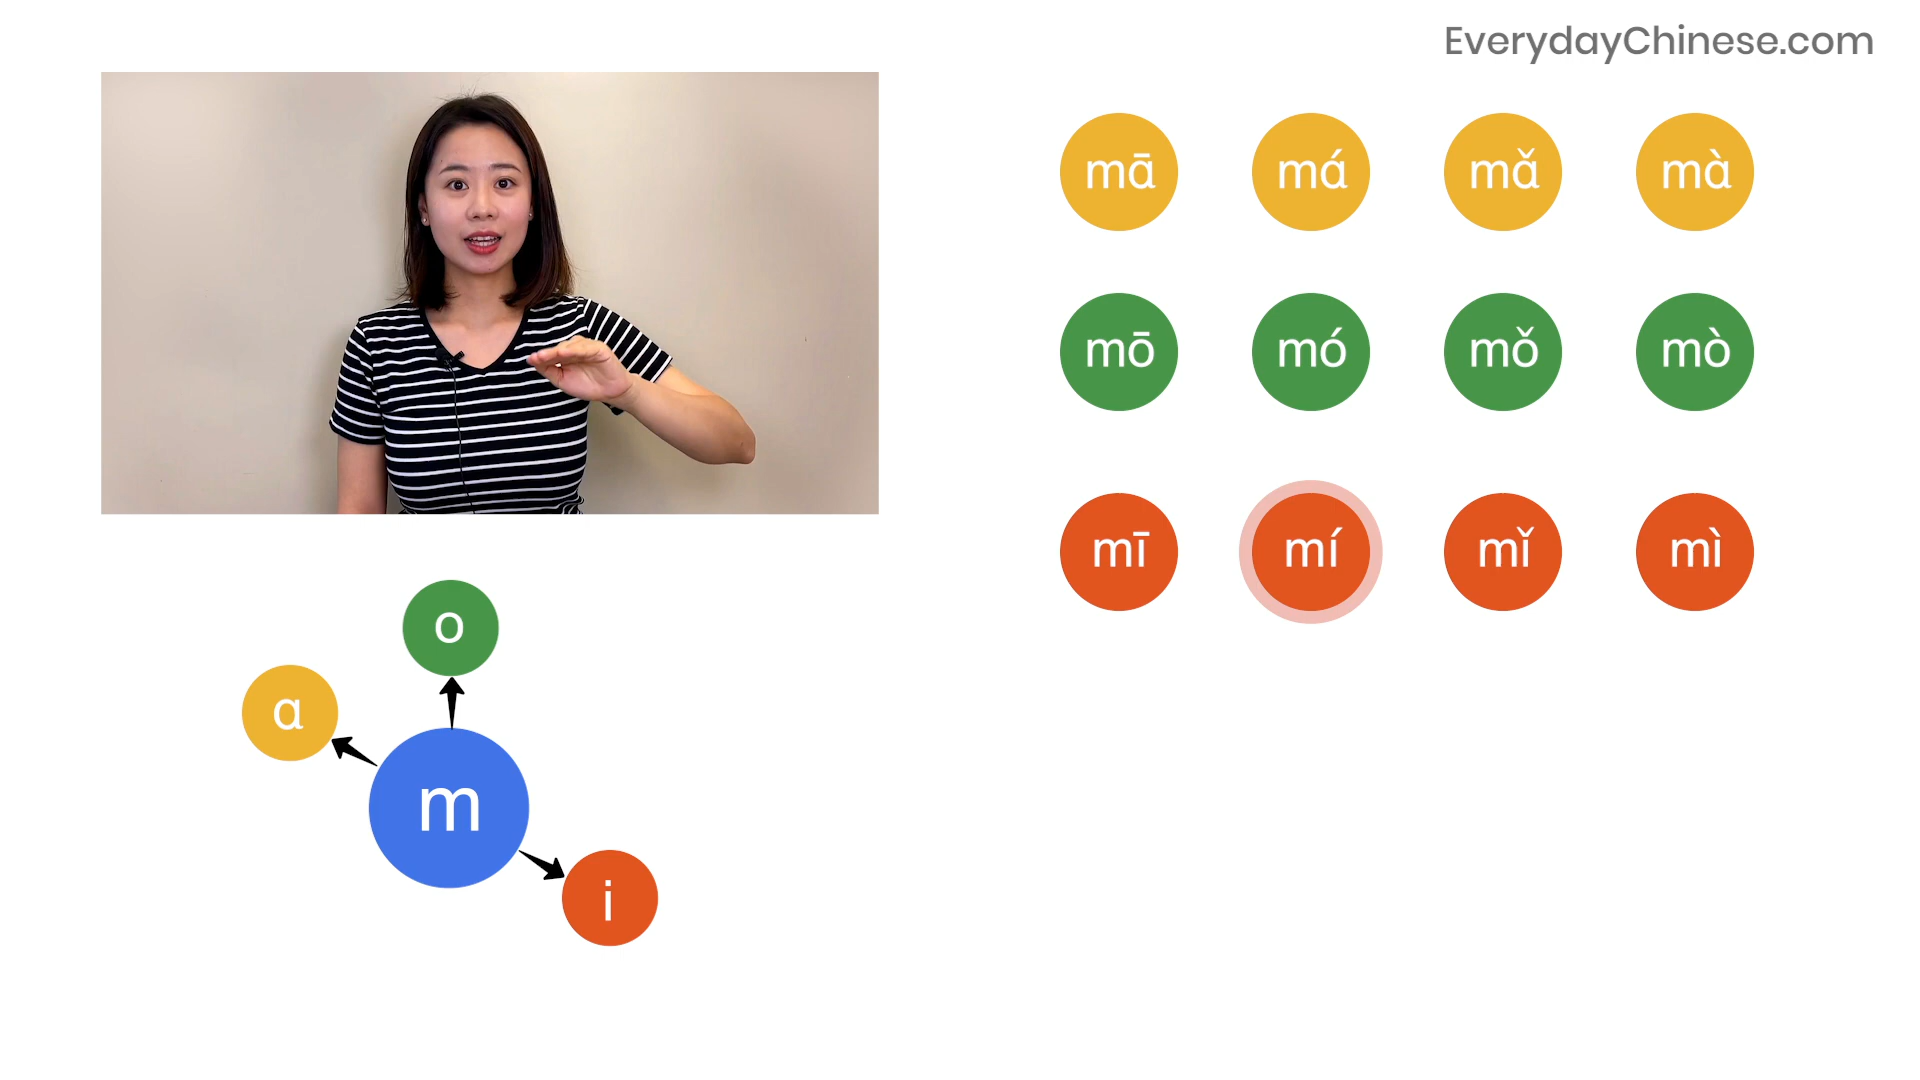 EverydayChinese.com
mā má mǎ mà
mō mó mǒ mò
mī mí mǐ mì
o
a
m
i